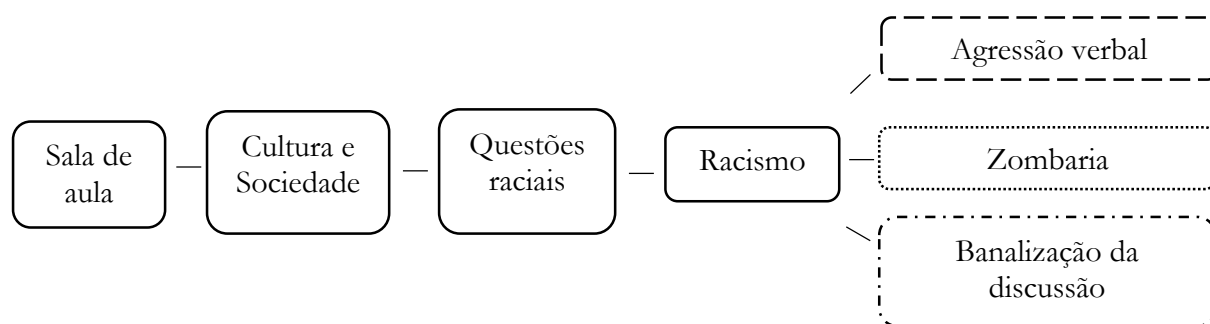 Sala de
aula
Cultura e
Sociedade
Questões
raciais
Racismo
Agressão verbal
Zombaria
Banalização da
discussão